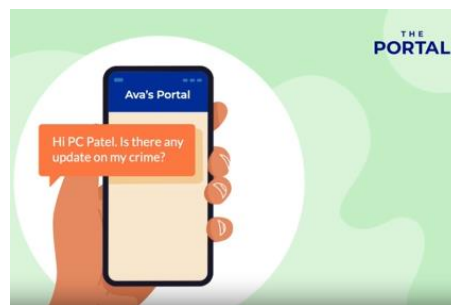 THE
PORTAL
Ava's Portal
Hi PC Patel. Is there any
update on my crime?